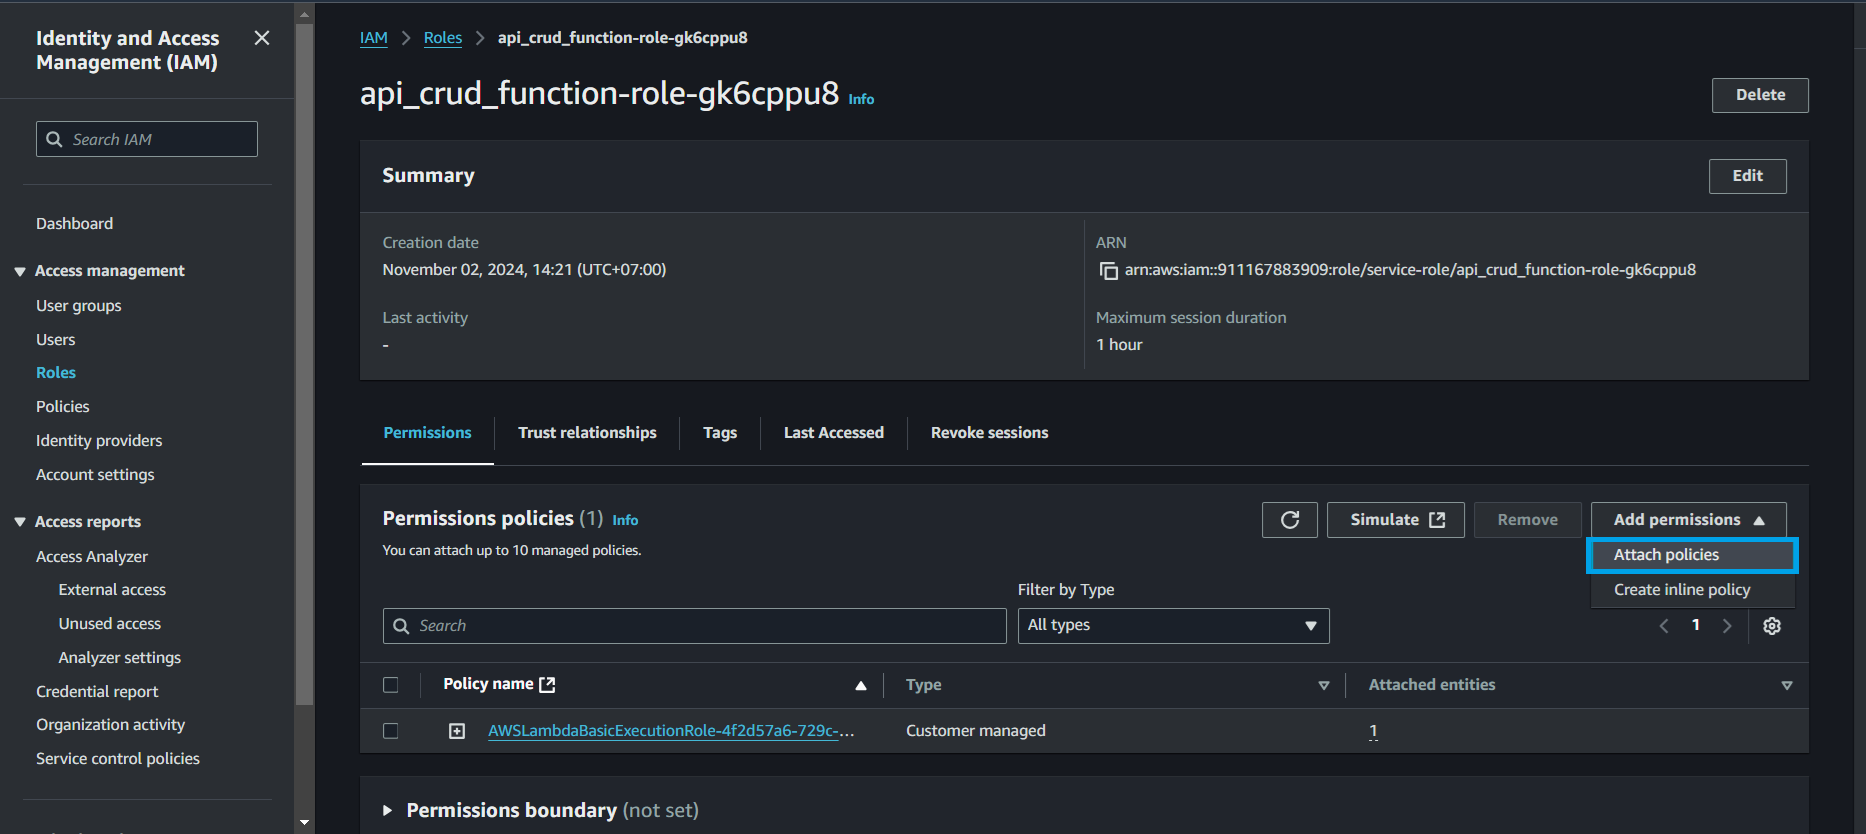 Identity and Access
Management (IAM)
Search IAM
Dashboard
Access management
User groups
Users
Roles
Policies
Identity providers
Account settings
Access reports
Access Analyzer
External access
Unused access
Analyzer settings
Credential report
Organization activity
Service control policies
IAM > Roles > api_crud_function-role-gk6cppu8
api_crud_function-role-gk6cppu8 Info
Delete
Summary
Edit
Creation date
November 02, 2024, 14:21 (UTC+07:00)
ARN
arn:aws:iam::911167883909:role/service-role/api_crud_function-role-gk6cppu8
Last activity
-
Maximum session duration
1 hour
Permissions
Trust relationships
Tags
Last Accessed
Revoke sessions
Permissions policies (1) Info
You can attach up to 10 managed policies.
Simulate
Remove
Add permissions
Attach policies
Create inline policy
Filter by Type
Search
All types
1
Policy name
Type
Attached entities
AWSLambdaBasicExecutionRole-4f2d57a6-729c-...
Customer managed
1
Permissions boundary (not set)